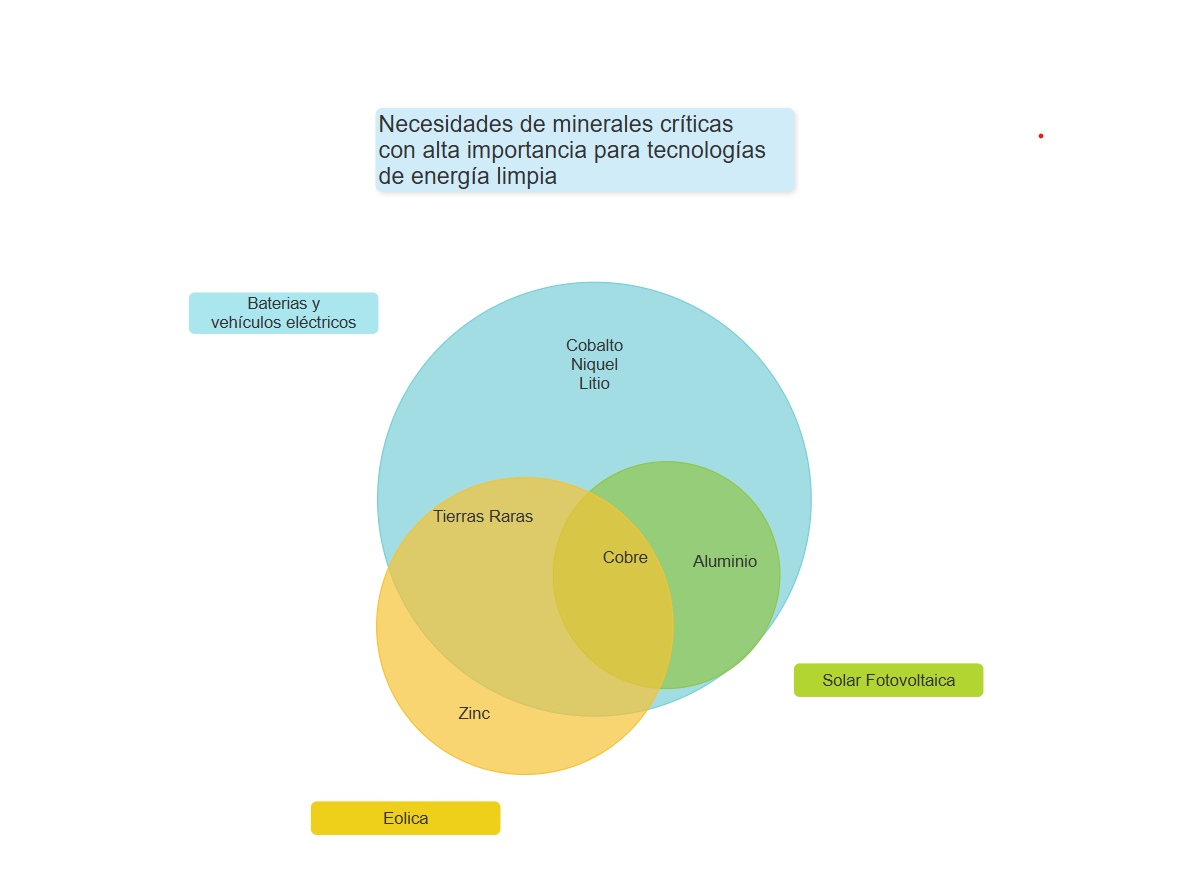 Necesidades de minerales críticas
con alta importancia para tecnologías
de energía limpia
Baterias y
vehículos eléctricos
Cobalto
Niquel
Litio
Tierras Raras
Cobre
Aluminio
Solar Fotovoltaica
Zinc
Eolica